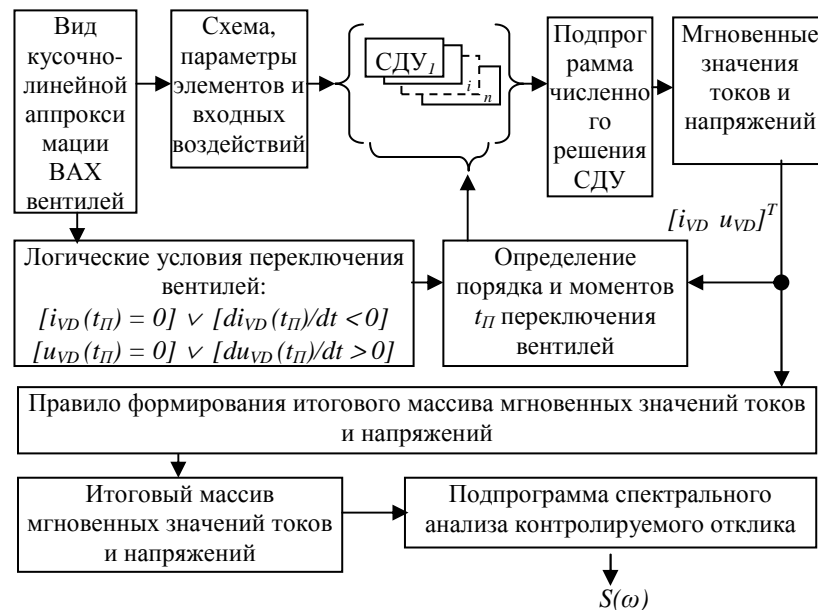 Вид
кусочно-
линейной
аппрокси
мации
ВАХ
вентилей
Схема,
параметры
элементов и
входных
воздействий
СДУ1
i
n
Подпрог
рамма
численно
го
решения
СДУ
Мгновенные
значения
токов и
напряжений
[iVD uVD]T
Логические условия переключения
вентилей:
[iVD (tП) = 0] ∨ [diVD (tП)/dt < 0]
[uVD (tП) = 0] ∨ [duVD (tП)/dt > 0]
Определение
порядка и моментов
tП переключения
вентилей
Правило формирования итогового массива мгновенных значений токов
и напряжений
Итоговый массив
мгновенных значений токов
и напряжений
Подпрограмма спектрального
анализа контролируемого отклика
S(ω)